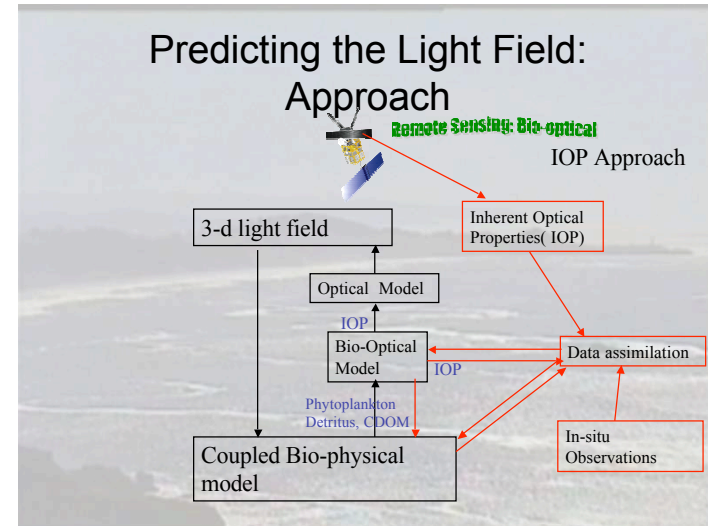 Predicting the Light Field:
Approach
Remote Sensing: Bio-optical
IOP Approach
3-d light field
Inherent Optical
Properties( IOP)
Optical Model
IOP
Bio-Optical
Model
IOP
Data assimilation
Phytoplankton
Detritus, CDOM
Coupled Bio-physical
model
In-situ
Observations